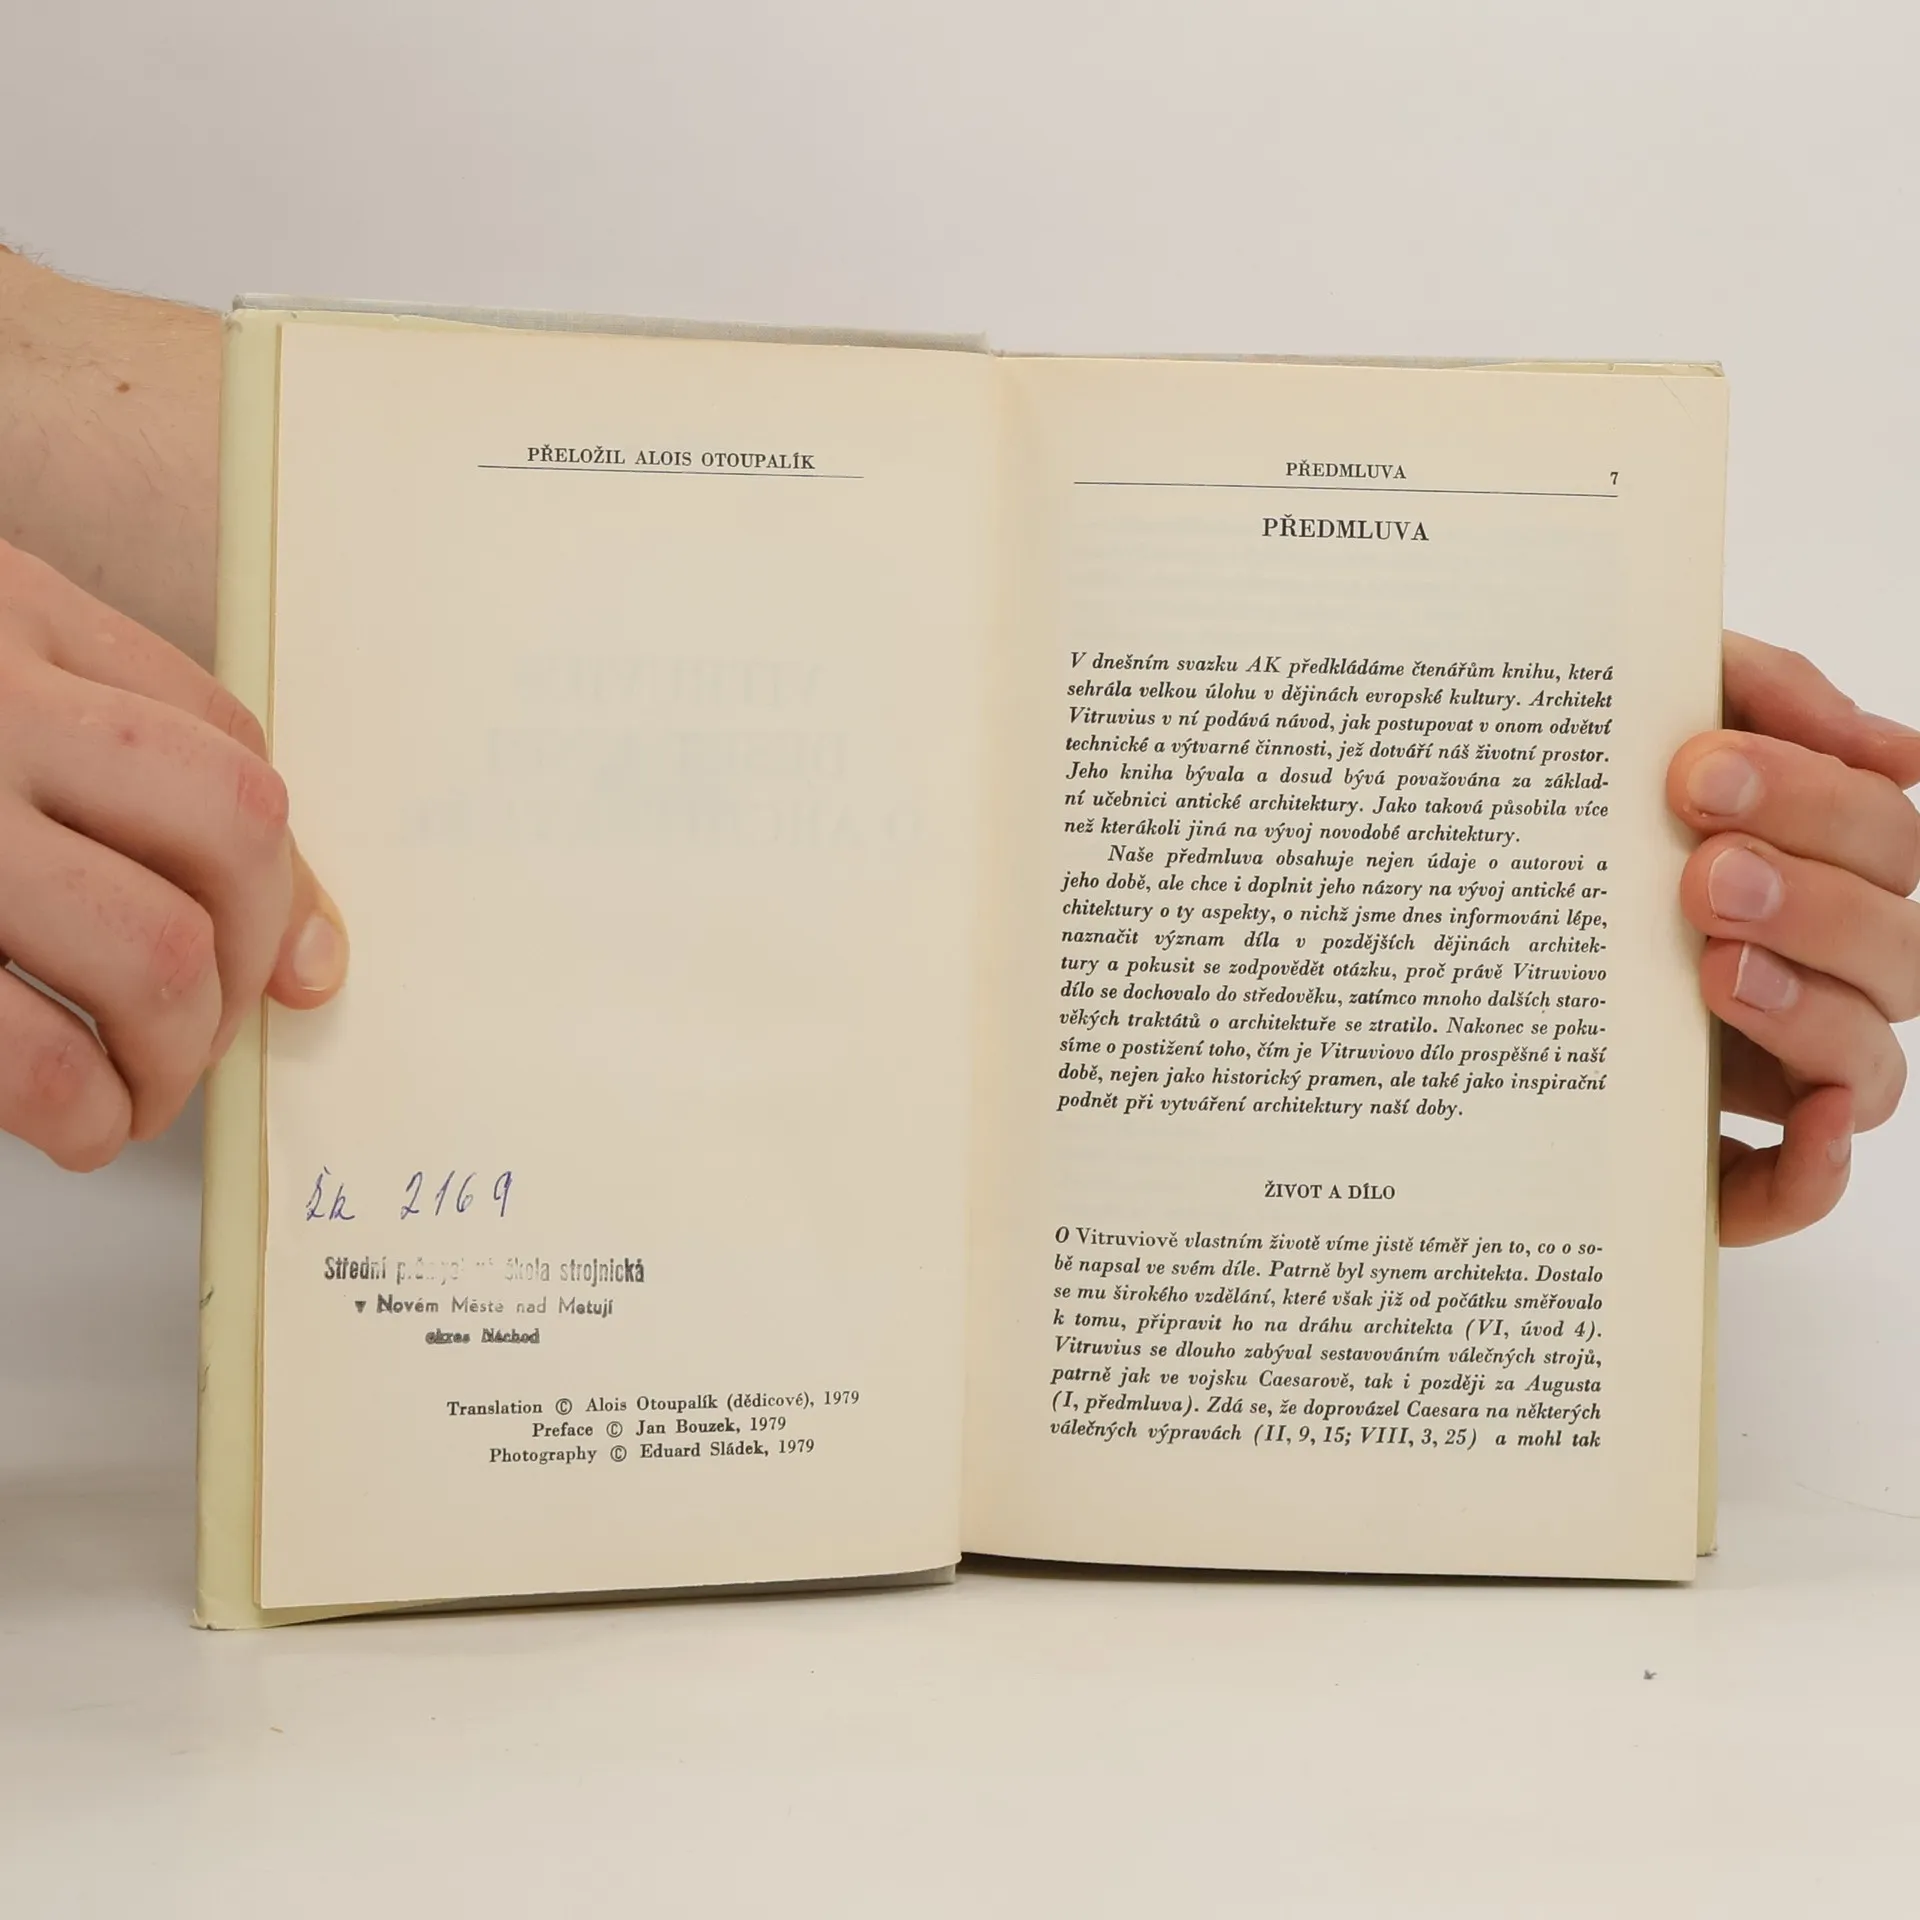 PŘELOŽIL ALOIS OTOUPALÍK
Šk 2169
Střední škola strojnická
v Novém Městě nad Metují
okres Náchod
Translation © Alois Otoupalík (dědicové), 1979
Preface © Jan Bouzek, 1979
Photography © Eduard Sládek, 1979
PŘEDMLUVA 7
PŘEDMLUVA
V dnešním svazku AK předkládáme čtenářům knihu, která
sehrála velkou úlohu v dějinách evropské kultury. Architekt
Vitruvius v ní podává návod, jak postupovat v onom odvětví
technické a výtvarné činnosti, jež dotváří náš životní prostor.
Jeho kniha bývala a dosud bývá považována za základ-
ní učebnici antické architektury. Jako taková působila více
než kterákoli jiná na vývoj novodobé architektury.
Naše předmluva obsahuje nejen údaje o autorovi a
jeho době, ale chce i doplnit jeho názory na vývoj antické ar-
chitektury o ty aspekty, o nichž jsme dnes informováni lépe,
naznačit význam díla v pozdějších dějinách architek-
tury a pokusit se zodpovědět otázku, proč právě Vitruviovo
dílo se dochovalo do středověku, zatímco mnoho dalších staro-
věkých traktátů o architektuře se ztratilo. Nakonec se poku-
síme o postižení toho, čím je Vitruviovo dílo prospěšné i naší
době, nejen jako historický pramen, ale také jako inspirační
podnět při vytváření architektury naší doby.
ŽIVOT A DÍLO
O Vitruviově vlastním životě víme jistě téměř jen to, co o so-
bě napsal ve svém díle. Patrně byl synem architekta. Dostalo
se mu širokého vzdělání, které však již od počátku směřovalo
k tomu, připravit ho na dráhu architekta (VI, úvod 4).
Vitruvius se dlouho zabýval sestavováním válečných strojů,
patrně jak ve vojsku Caesarově, tak i později za Augusta
(I, předmluva). Zdá se, že doprovázel Caesara na některých
válečných výpravách (II, 9, 15; VIII, 3, 25) a mohl tak